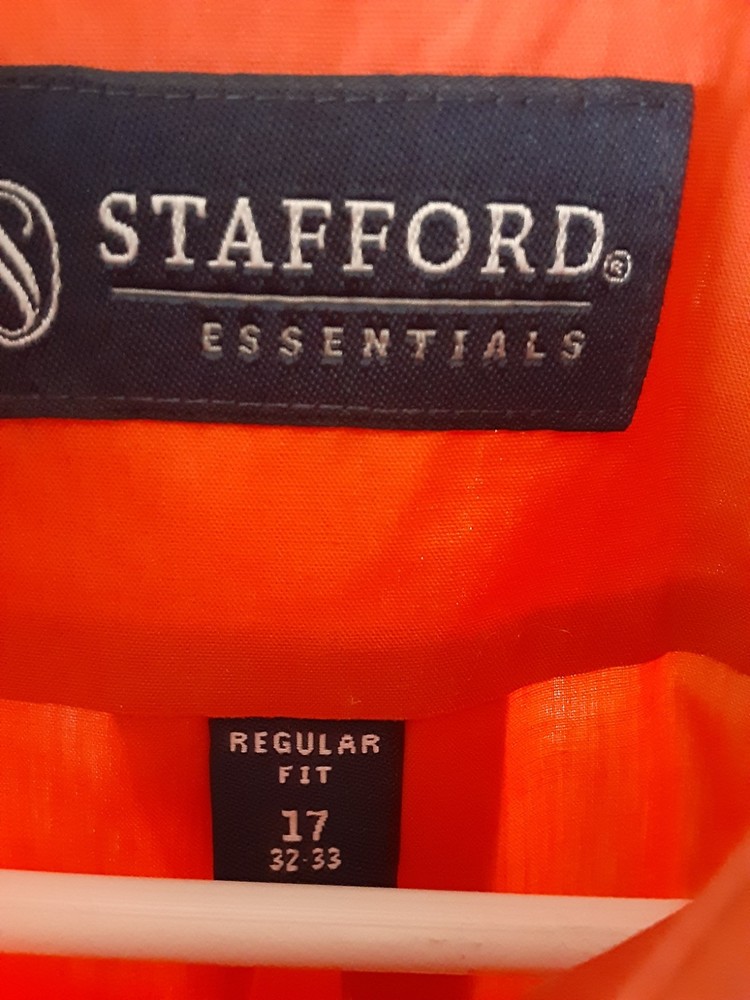 STAFFORD®
ESSENTIALS
REGULAR
FIT
17
32-33